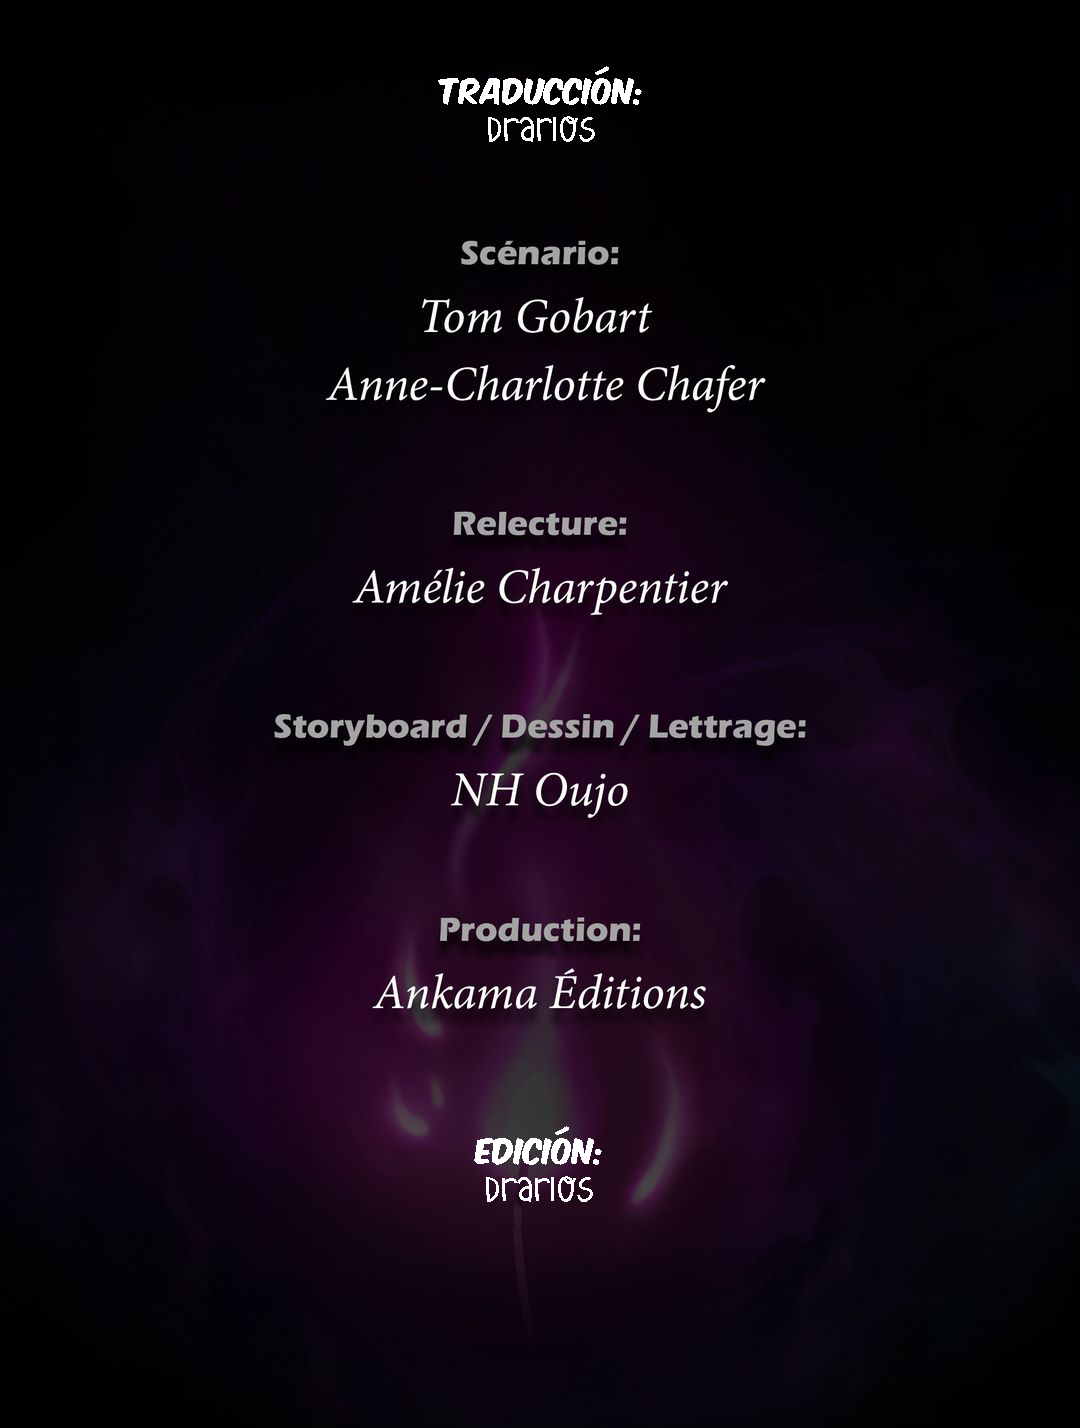 TRADUCCIÓN:
Drarios
Scénario:
Tom Gobart
Anne-Charlotte Chafer
Relecture:
Amélie Charpentier
Storyboard / Dessin / Lettrage:
NH Oujo
Production:
Ankama Éditions
EDICIÓN:
Drarios